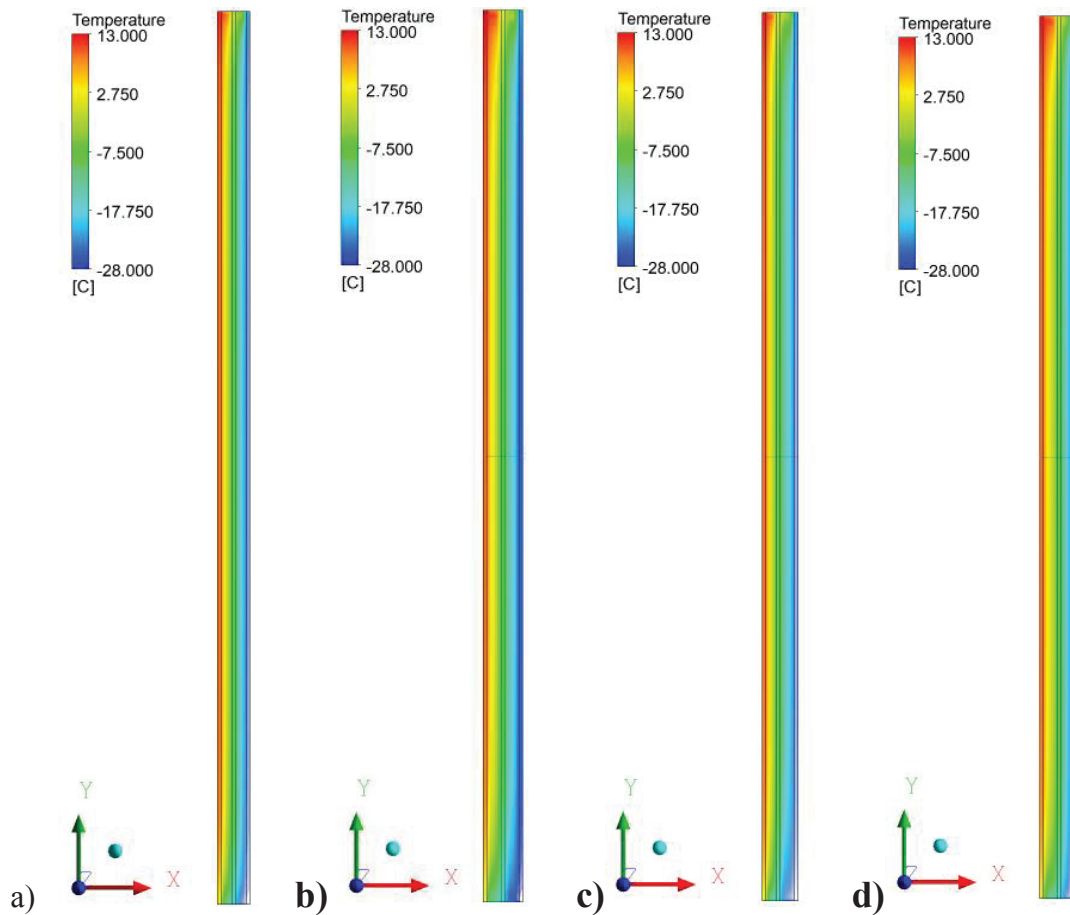 Temperature
13.000
2.750
-7.500
-17.750
-28.000
[C]
Y
X
Z
a)
Temperature
13.000
2.750
-7.500
-17.750
-28.000
[C]
Y
X
Z
b)
Temperature
13.000
2.750
-7.500
-17.750
-28.000
[C]
Y
X
Z
c)
Temperature
13.000
2.750
-7.500
-17.750
-28.000
[C]
Y
X
Z
d)